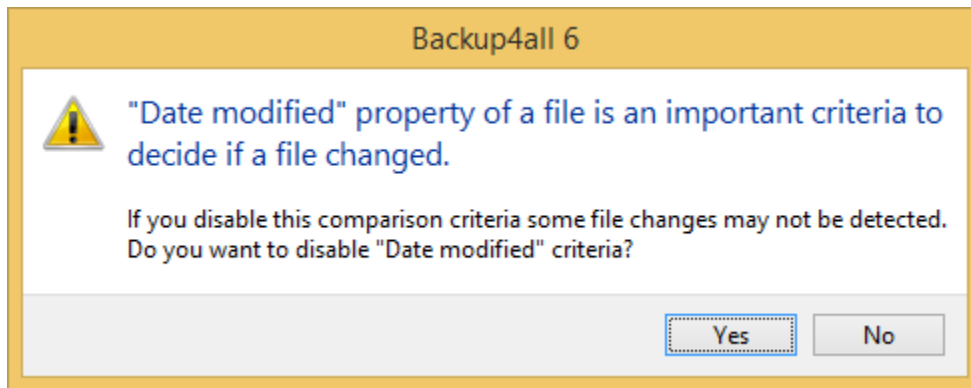 Backup4all 6
"Date modified" property of a file is an important criteria to
decide if a file changed.
If you disable this comparison criteria some file changes may not be detected.
Do you want to disable "Date modified" criteria?
Yes
No